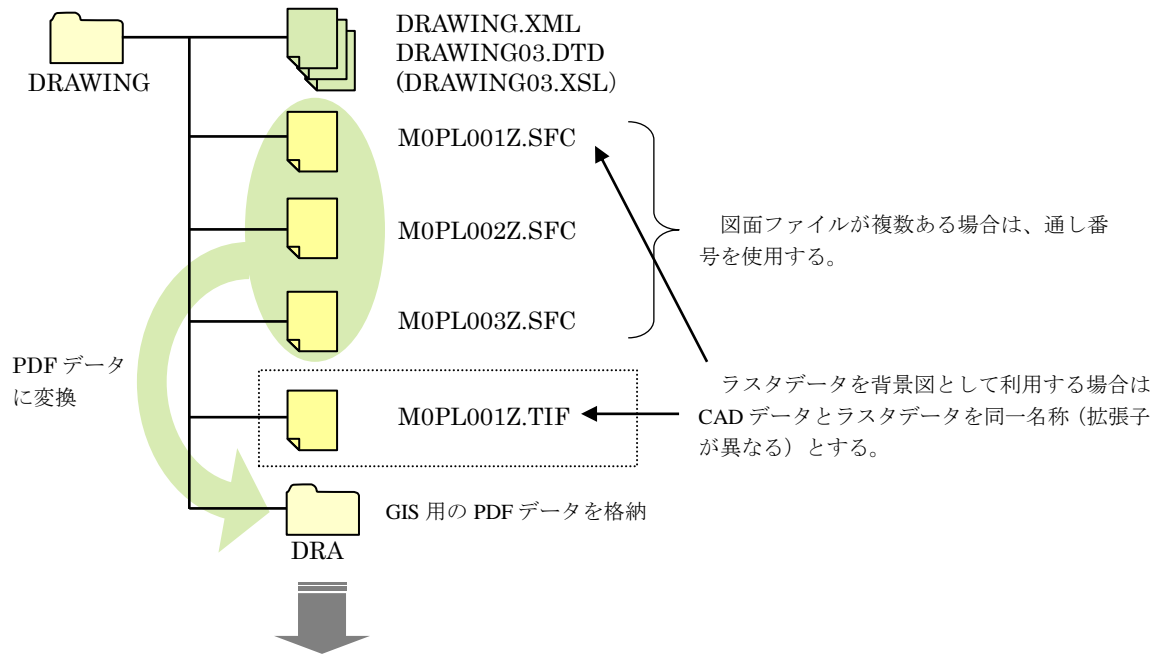 DRAWING
DRAWING.XML
DRAWING03.DTD
(DRAWING03.XSL)
M0PL001Z.SFC
M0PL002Z.SFC
M0PL003Z.SFC
図面ファイルが複数ある場合は、通し番
号を使用する。
PDF データ
に変換
M0PL001Z.TIF
ラスタデータを背景図として利用する場合は
CAD データとラスタデータを同一名称（拡張子
が異なる）とする。
DRA
GIS 用の PDF データを格納